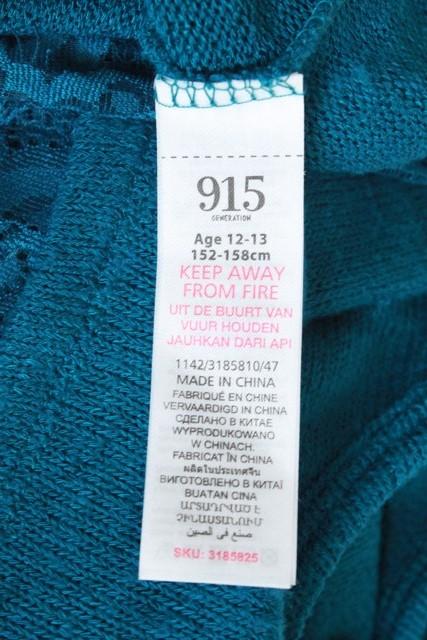 915
GENERATION
Age 12-13
152-158cm
KEEP AWAY
FROM FIRE
UIT DE BUURT VAN
VUUR HOUDEN
JAUHKAN DARI API
1142/3185810/47
MADE IN CHINA
FABRIQUÉ EN CHINE
VERVAARDIGD IN CHINA
СДЕЛАНО В КИТАЕ
WYPRODUKOWANO
W CHINACH.
FABRICAT ÎN CHINA
ผลิตในประเทศจีน
ВИГОТОВЛЕНО В КИТАЇ
BUATAN CINA
ԱՐՏԱԴՐՎԱԾ Է
ՉԻՆԱՍՏԱՆՈՒՄ
صنع في الصين
SKU: 3185825